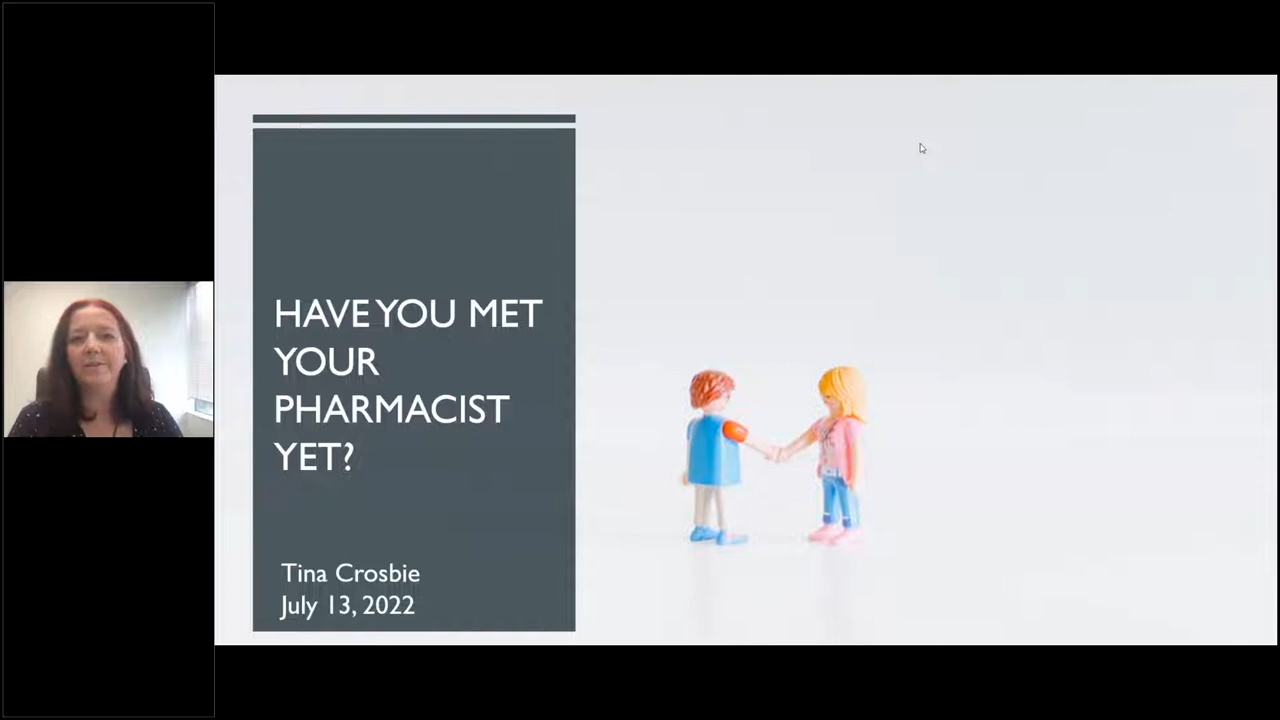 HAVE YOU MET
YOUR
PHARMACIST
YET?
Tina Crosbie
July 13, 2022